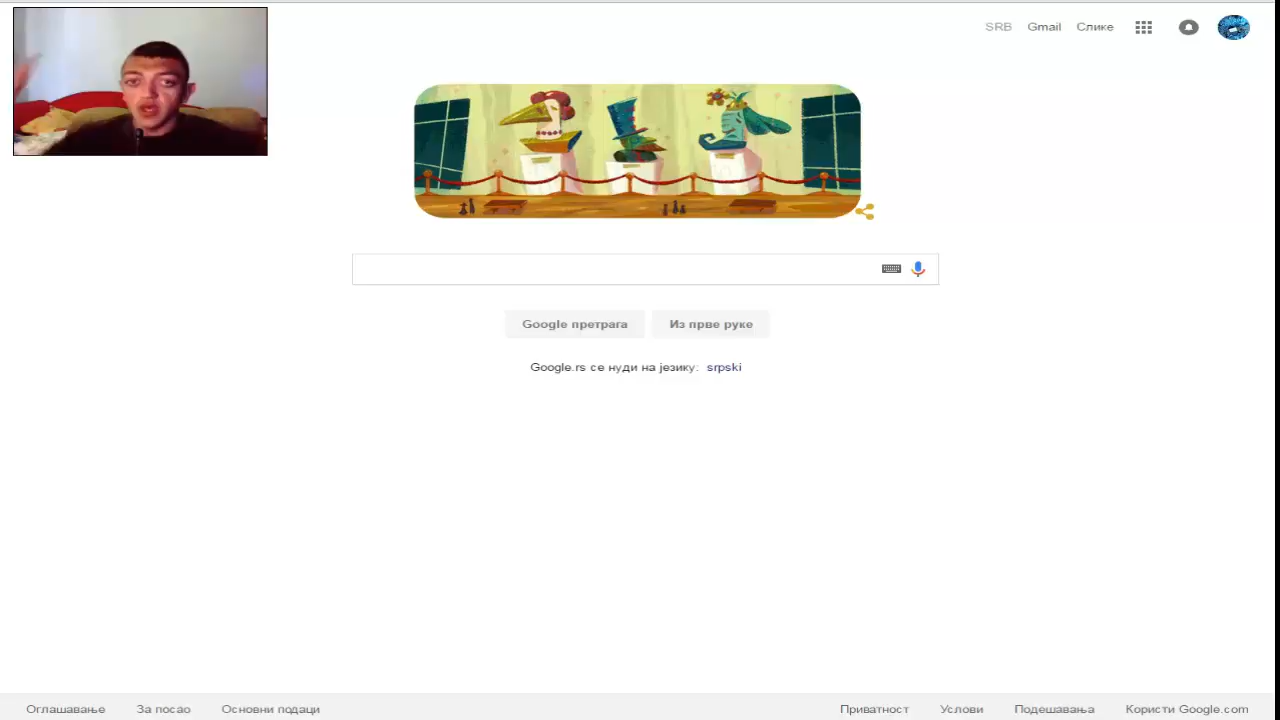 SRB Gmail Слике
Google претрага Из прве руке
Google.rs се нуди на језику: srpski
Оглашавање За посао Основни подаци Приватност Услови Подешавања Користи Google.com